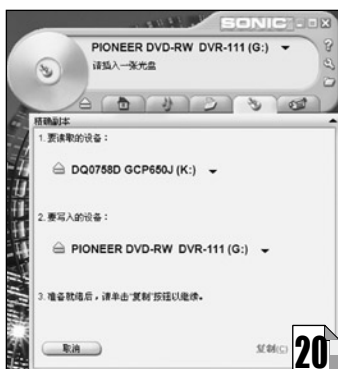 SONIC
PIONEER DVD-RW DVR-111 (G:)
请插入一张光盘
精确副本
1. 要读取的设备：
DQ0758D GCP650J (K:)
2. 要写入的设备：
PIONEER DVD-RW DVR-111 (G:)
3. 准备就绪后，请单击“复制”按钮以继续。
取消
复制(C)
20